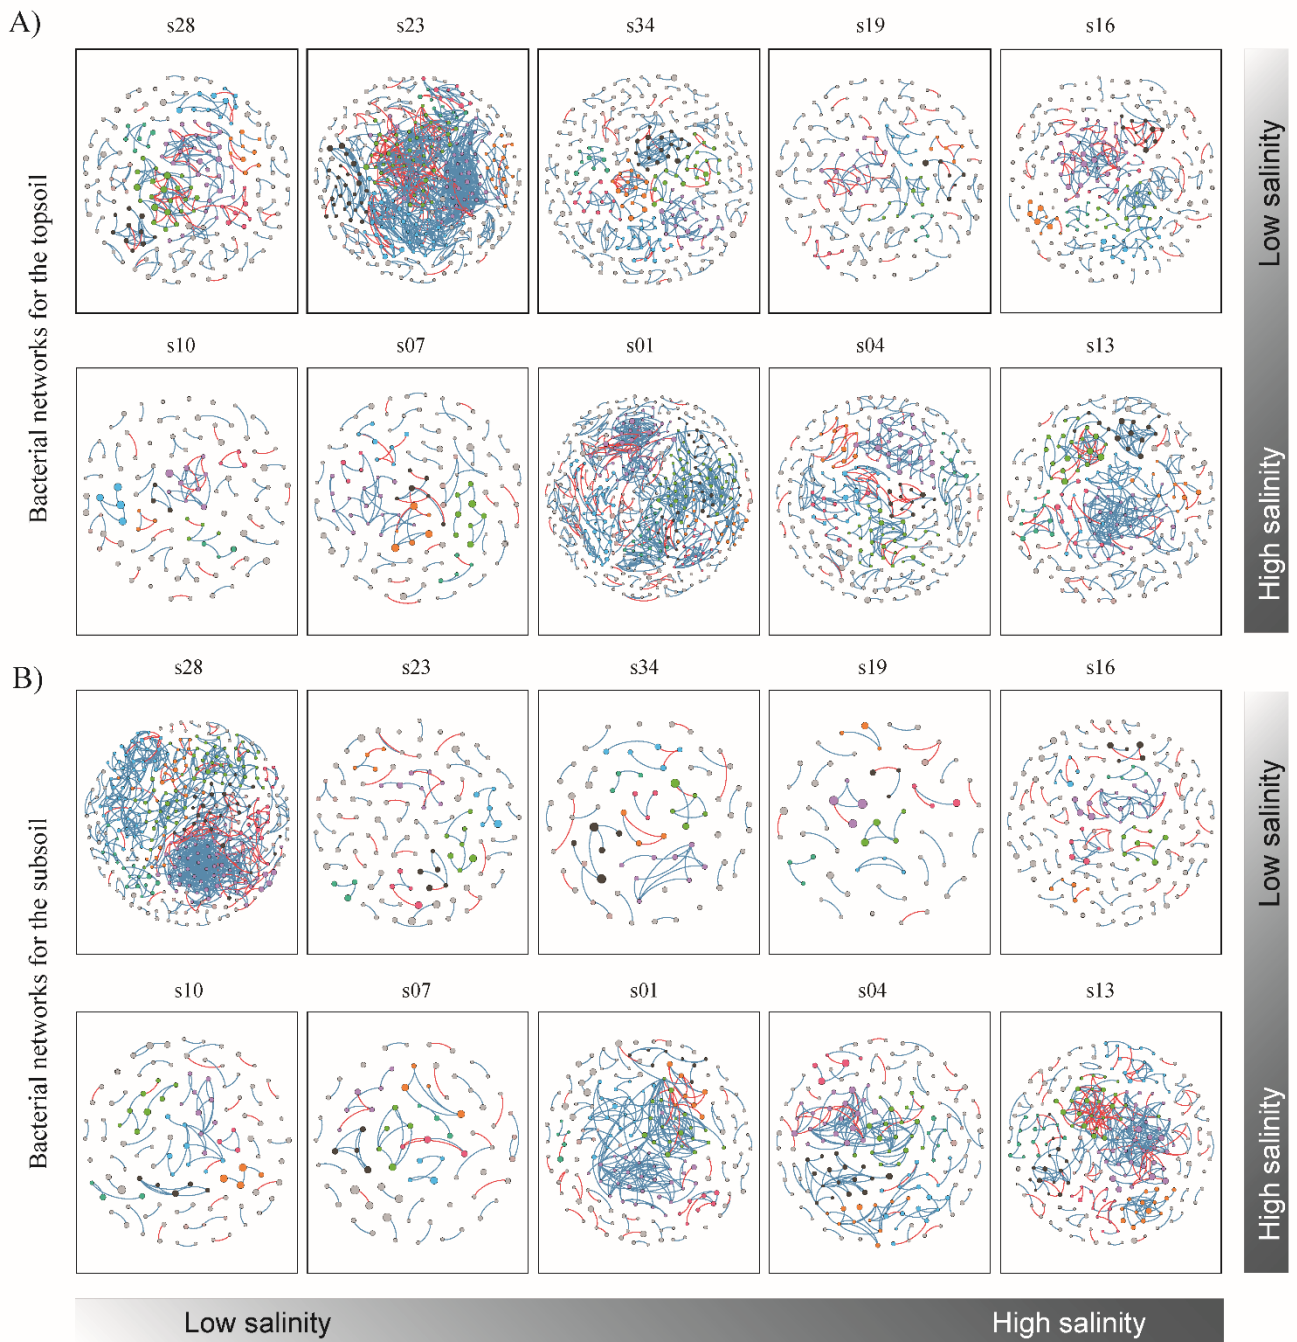 A)
s28 s23 s34 s19 s16
Bacterial networks for the topsoil
Low salinity
s10 s07 s01 s04 s13
High salinity
B)
s28 s23 s34 s19 s16
Bacterial networks for the subsoil
Low salinity
s10 s07 s01 s04 s13
High salinity
Low salinity High salinity